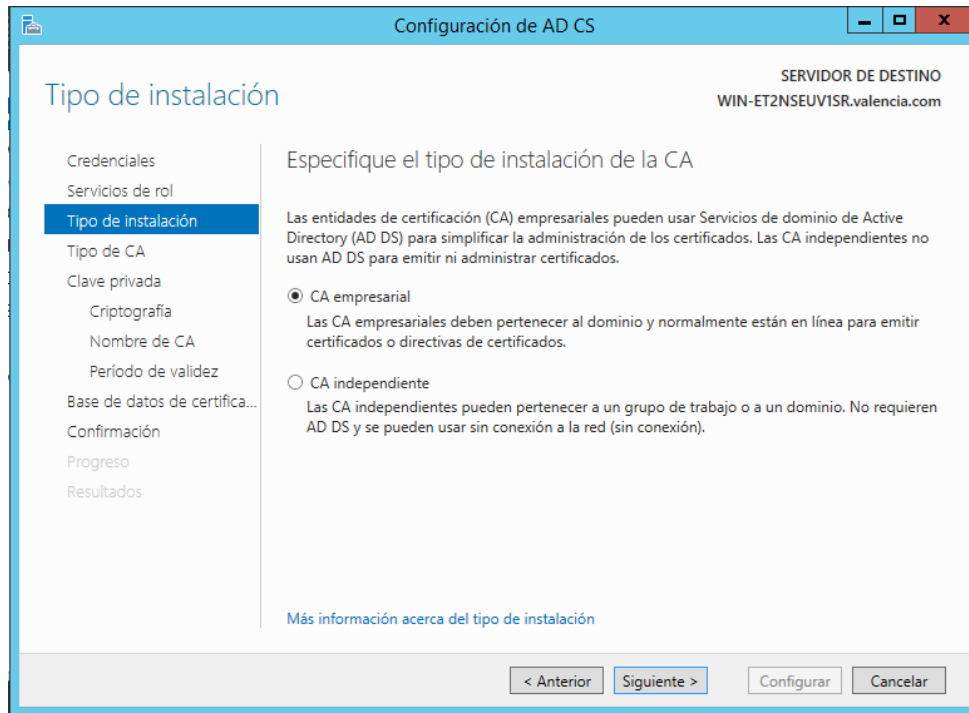 Configuración de AD CS
Tipo de instalación
SERVIDOR DE DESTINO
WIN-ET2NSEUV1SR.valencia.com
Credenciales
Servicios de rol
Tipo de instalación
Tipo de CA
Clave privada
Criptografía
Nombre de CA
Período de validez
Base de datos de certifica...
Confirmación
Progreso
Resultados
Especifique el tipo de instalación de la CA
Las entidades de certificación (CA) empresariales pueden usar Servicios de dominio de Active
Directory (AD DS) para simplificar la administración de los certificados. Las CA independientes no
usan AD DS para emitir ni administrar certificados.
CA empresarial
Las CA empresariales deben pertenecer al dominio y normalmente están en línea para emitir
certificados o directivas de certificados.
CA independiente
Las CA independientes pueden pertenecer a un grupo de trabajo o a un dominio. No requieren
AD DS y se pueden usar sin conexión a la red (sin conexión).
Más información acerca del tipo de instalación
< Anterior
Siguiente >
Configurar
Cancelar